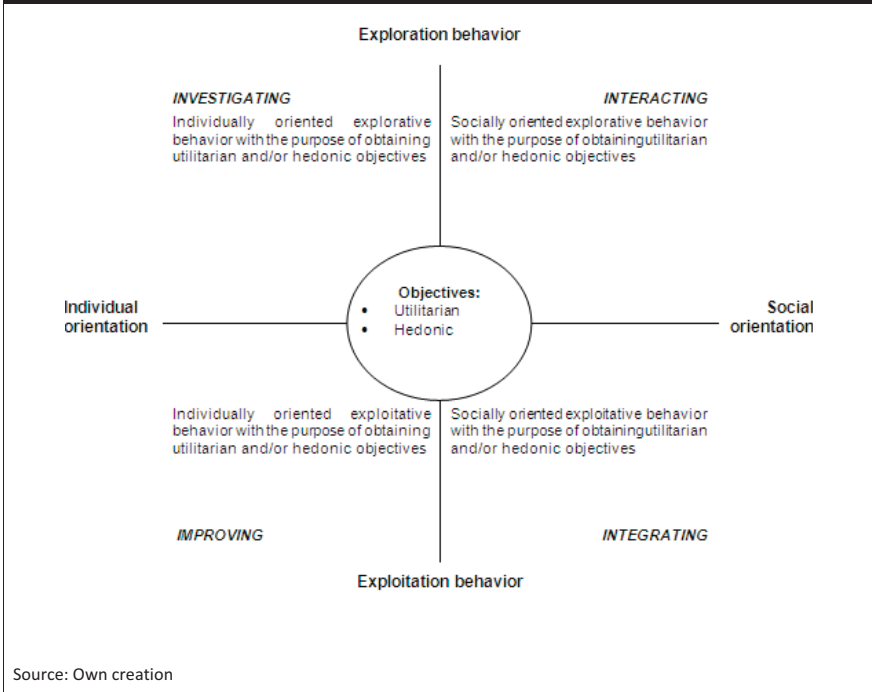 Exploration behavior
INVESTIGATING
Individually oriented explorative
behavior with the purpose of obtaining
utilitarian and/or hedonic objectives
INTERACTING
Socially oriented explorative behavior
with the purpose of obtainingutilitarian
and/or hedonic objectives
Individual
orientation
Objectives:
• Utilitarian
• Hedonic
Social
orientation
Individually oriented exploitative
behavior with the purpose of obtaining
utilitarian and/or hedonic objectives
IMPROVING
Socially oriented exploitative behavior
with the purpose of obtainingutilitarian
and/or hedonic objectives
INTEGRATING
Exploitation behavior
Source: Own creation